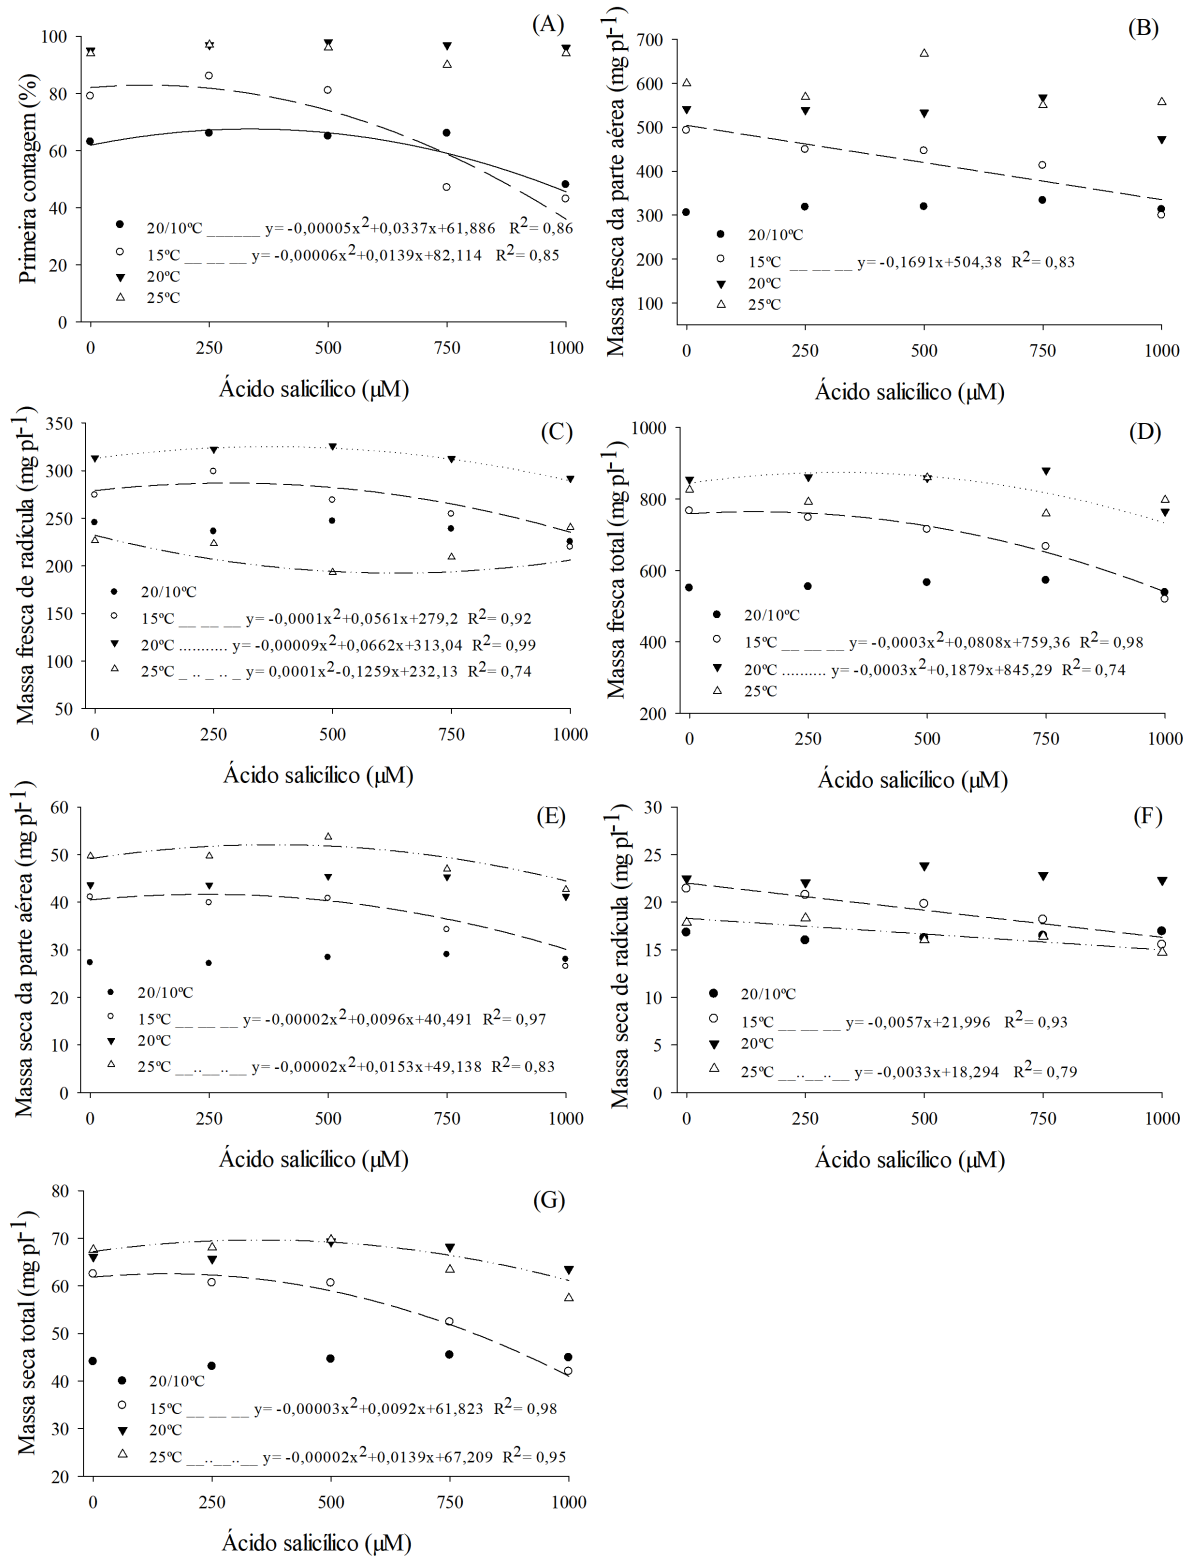 (A)
Primeira contagem (%)
100
80
60
40
20
0
20/10ºC ______ y= -0,00005x²+0,0337x+61,886 R²= 0,86
15ºC __ __ __ y= -0,00006x²+0,0139x+82,114 R²= 0,85
20ºC
25ºC
0 250 500 750 1000
Ácido salicílico (μM)
(B)
Massa fresca da parte aérea (mg pl⁻¹)
700
600
500
400
300
200
100
20/10ºC
15ºC __ __ __ y= -0,1691x+504,38 R²= 0,83
20ºC
25ºC
0 250 500 750 1000
Ácido salicílico (μM)
(C)
Massa fresca de radícula (mg pl⁻¹)
350
300
250
200
150
100
50
20/10ºC
15ºC __ __ __ y= -0,0001x²+0,0561x+279,2 R²= 0,92
20ºC .......... y= -0,00009x²+0,0662x+313,04 R²= 0,99
25ºC _ .. _ .. _ y= 0,0001x²-0,1259x+232,13 R²= 0,74
0 250 500 750 1000
Ácido salicílico (μM)
(D)
Massa fresca total (mg pl⁻¹)
1000
800
600
400
200
20/10ºC
15ºC __ __ __ y= -0,0003x²+0,0808x+759,36 R²= 0,98
20ºC .......... y= -0,0003x²+0,1879x+845,29 R²= 0,74
25ºC
0 250 500 750 1000
Ácido salicílico (μM)
(E)
Massa seca da parte aérea (mg pl⁻¹)
60
50
40
30
20
10
0
20/10ºC
15ºC __ __ __ y= -0,00002x²+0,0096x+40,491 R²= 0,97
20ºC
25ºC __..__..__ y= -0,00002x²+0,0153x+49,138 R²= 0,83
0 250 500 750 1000
Ácido salicílico (μM)
(F)
Massa seca de radícula (mg pl⁻¹)
30
25
20
15
10
5
0
20/10ºC
15ºC __ __ __ y= -0,0057x+21,996 R²= 0,93
20ºC
25ºC __..__..__ y= -0,0033x+18,294 R²= 0,79
0 250 500 750 1000
Ácido salicílico (μM)
(G)
Massa seca total (mg pl⁻¹)
80
70
60
50
40
30
20
20/10ºC
15ºC __ __ __ y= -0,00003x²+0,0092x+61,823 R²= 0,98
20ºC
25ºC __..__..__ y= -0,00002x²+0,0139x+67,209 R²= 0,95
0 250 500 750 1000
Ácido salicílico (μM)